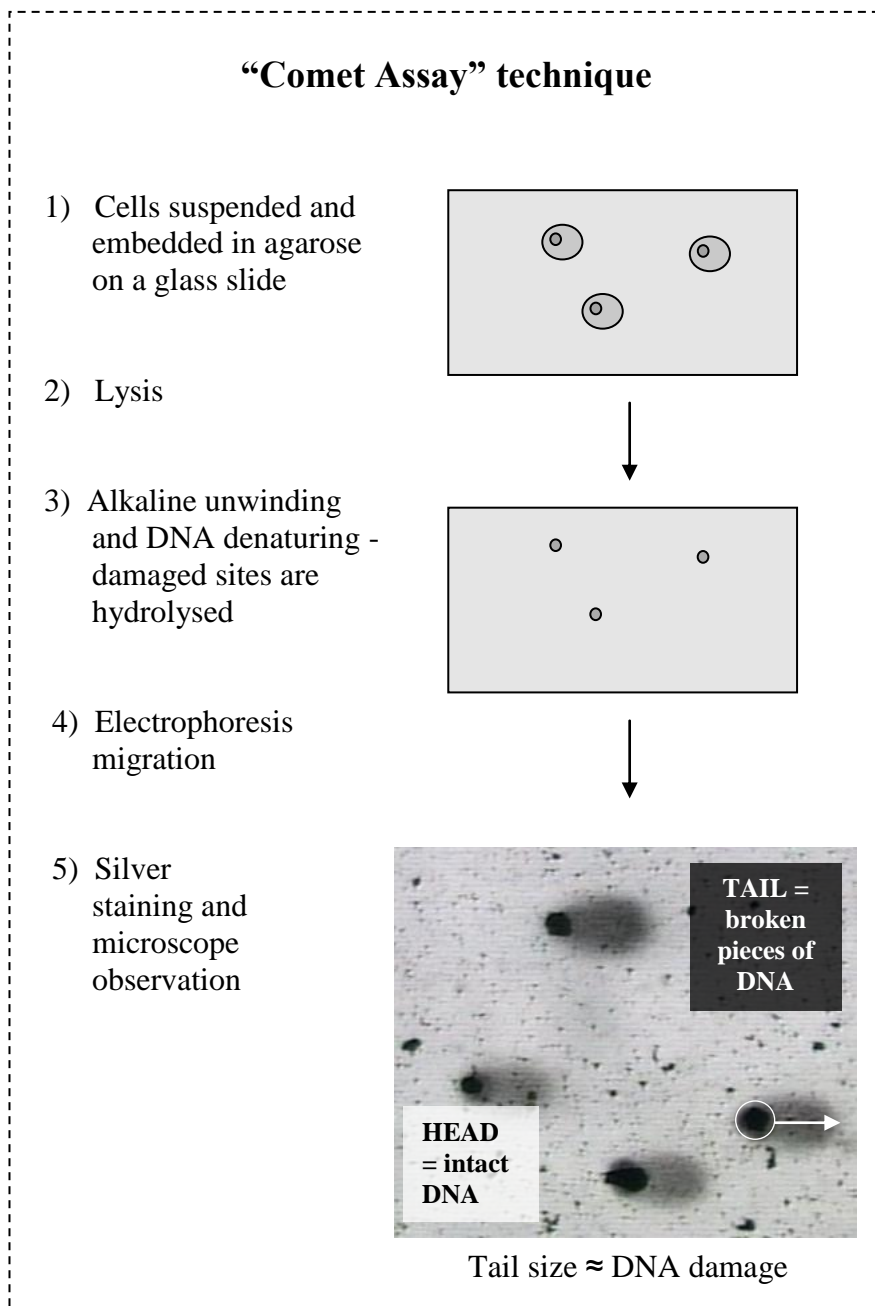 “Comet Assay” technique
1) Cells suspended and
embedded in agarose
on a glass slide
2) Lysis
3) Alkaline unwinding
and DNA denaturing -
damaged sites are
hydrolysed
4) Electrophoresis
migration
5) Silver
staining and
microscope
observation
TAIL =
broken
pieces of
DNA
HEAD
= intact
DNA
Tail size ≈ DNA damage